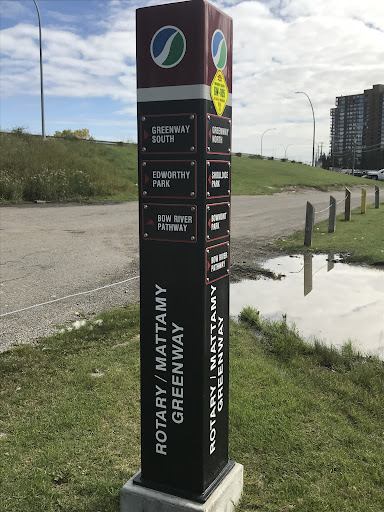 GREENWAY
SOUTH
EDWORTHY
PARK
BOW RIVER
PATHWAY
ROTARY / MATTAMY
GREENWAY
GREENWAY
NORTH
SHOULDICE
PARK
BOWMONT
PARK
BOW RIVER
PATHWAY
ROTARY / MATTAMY
GREENWAY